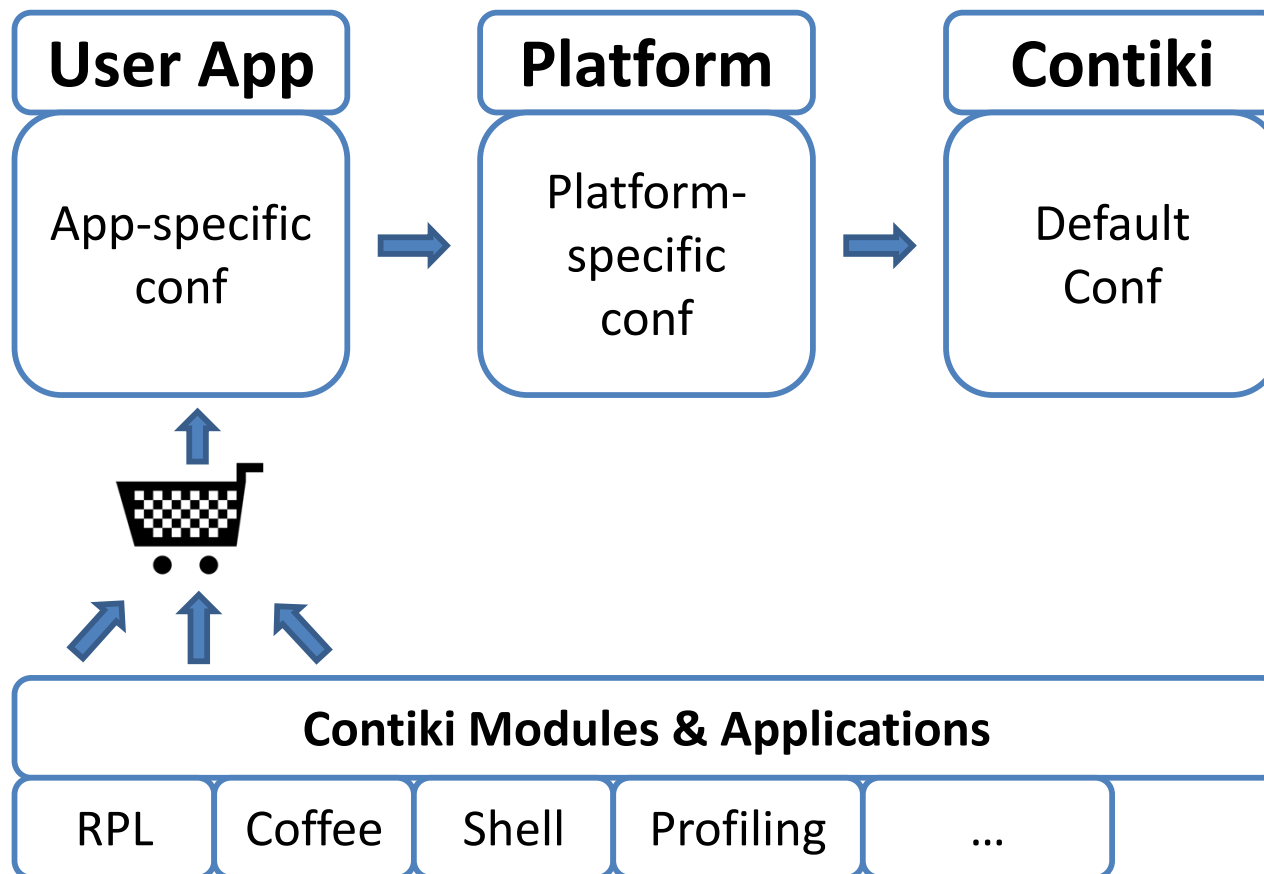 User App
Platform
Contiki
App-specific
conf
Platform-
specific
conf
Default
Conf
Contiki Modules & Applications
RPL
Coffee
Shell
Profiling
…